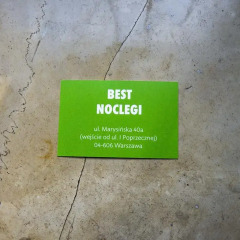 BEST
NOCLEGI
ul. Marysińska 40a
(wejście od ul. I Poprzecznej)
04-606 Warszawa